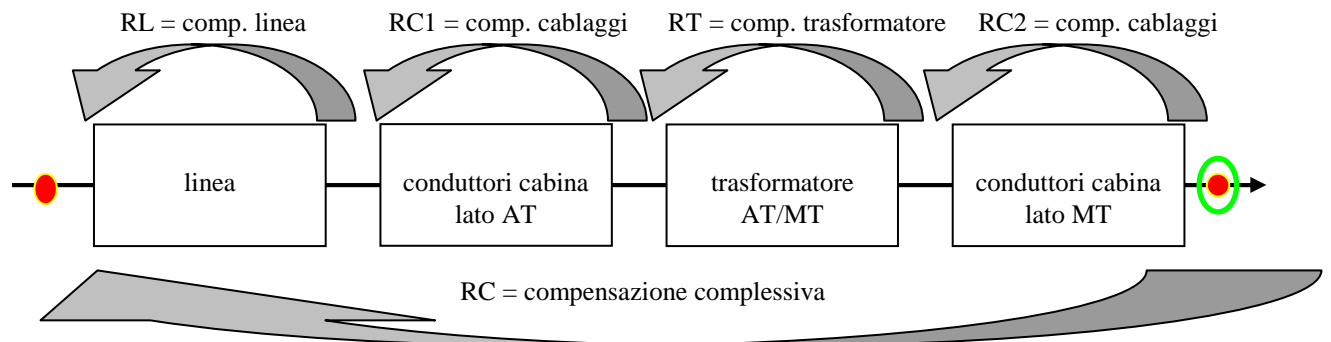 RL = comp. linea
RC1 = comp. cablaggi
RT = comp. trasformatore
RC2 = comp. cablaggi
linea
conduttori cabina
lato AT
trasformatore
AT/MT
conduttori cabina
lato MT
RC = compensazione complessiva